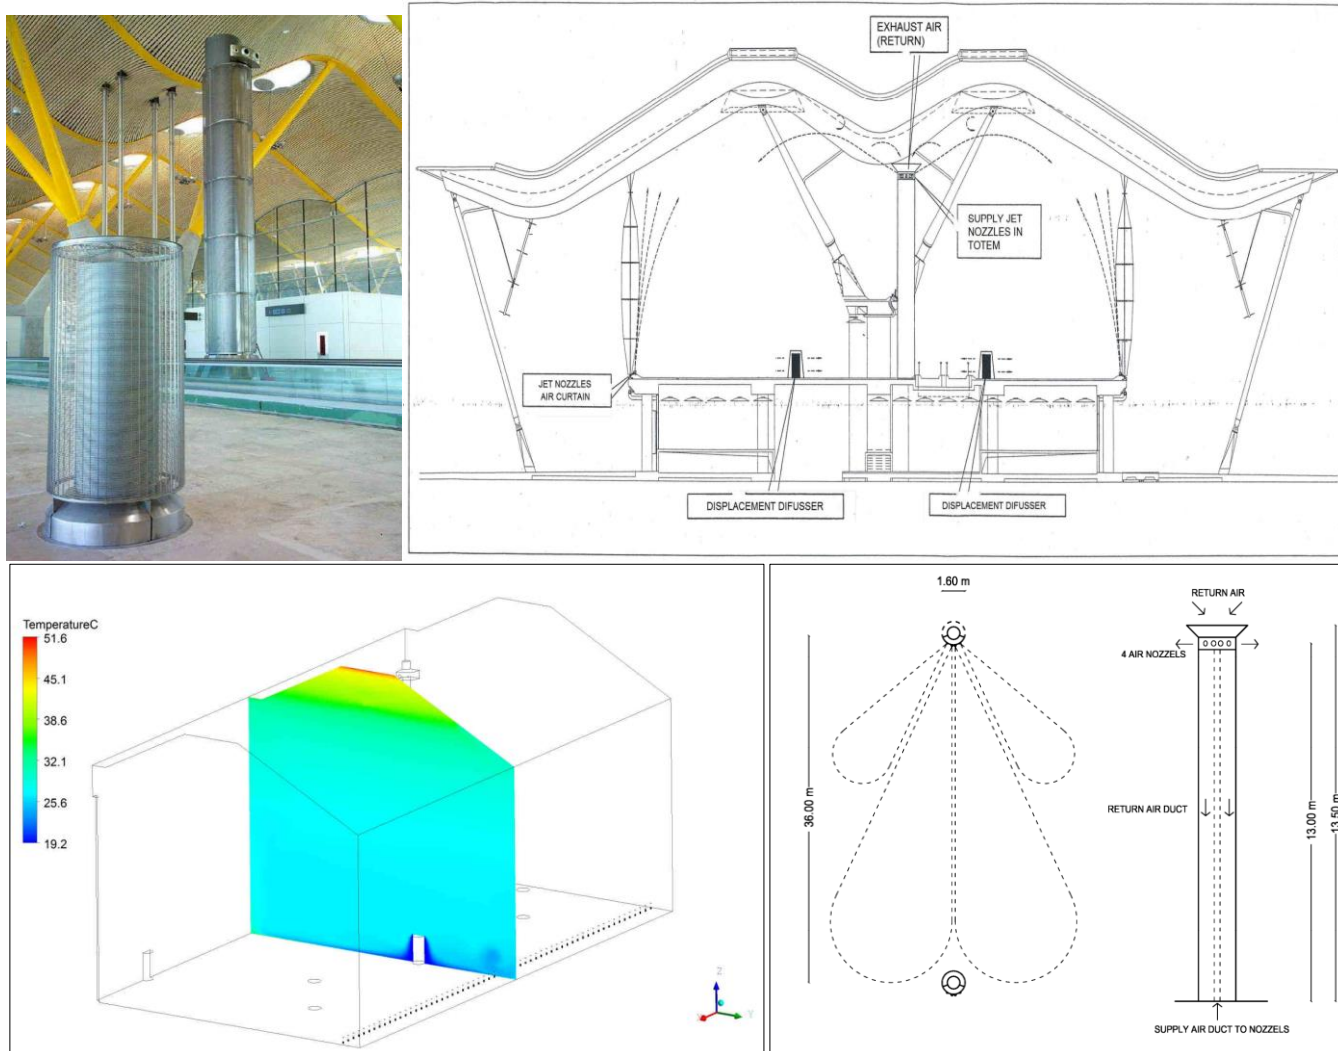 EXHAUST AIR
(RETURN)
SUPPLY JET
NOZZLES IN
TOTEM
JET NOZZLES
AIR CURTAIN
DISPLACEMENT DIFUSSER
DISPLACEMENT DIFUSSER
TemperatureC
51.6
45.1
38.6
32.1
25.6
19.2
Z
X
Y
1.60 m
36.00 m
RETURN AIR
4 AIR NOZZELS
RETURN AIR DUCT
13.00 m
13.50 m
SUPPLY AIR DUCT TO NOZZLES